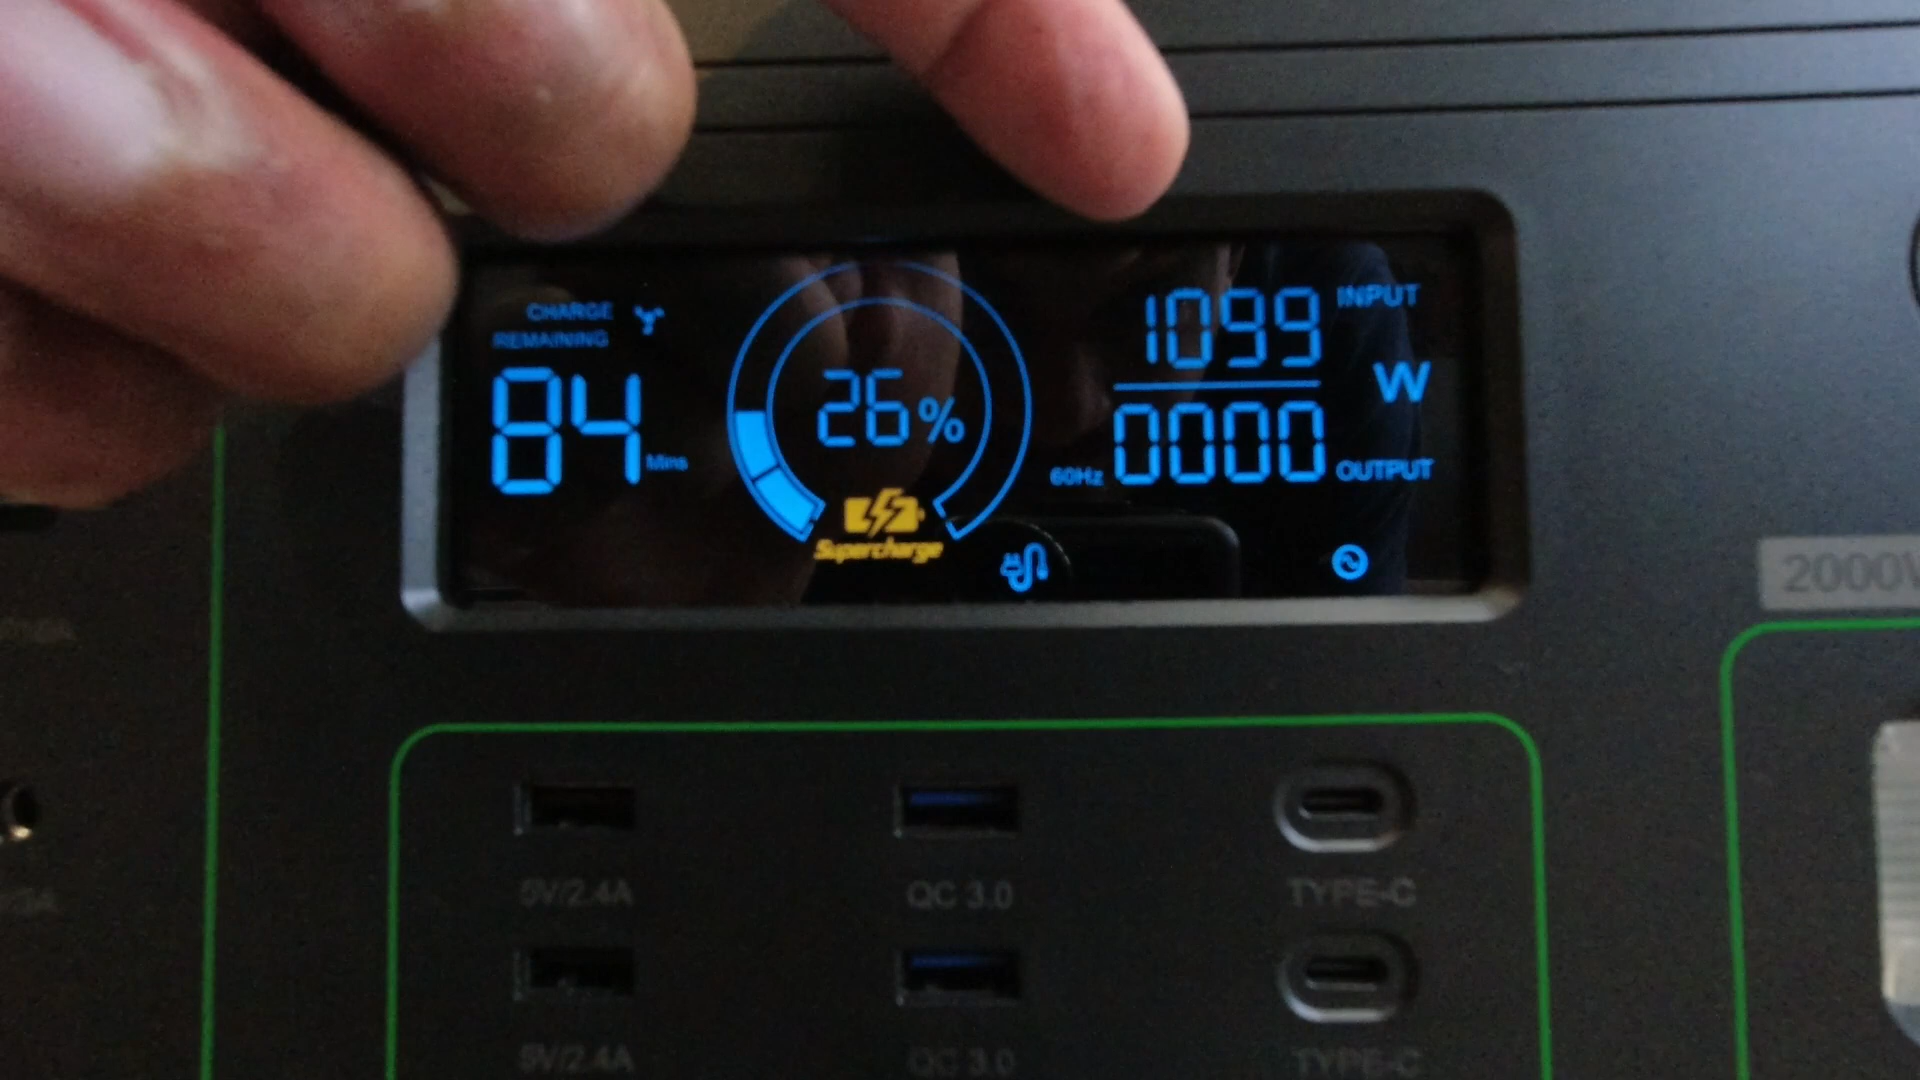 CHARGE
REMAINING
84 Mins
26%
Supercharge
1099 INPUT
W
60Hz 0000 OUTPUT
2000W
5V/2.4A QC 3.0 TYPE-C
5V/2.4A QC 3.0 TYPE-C